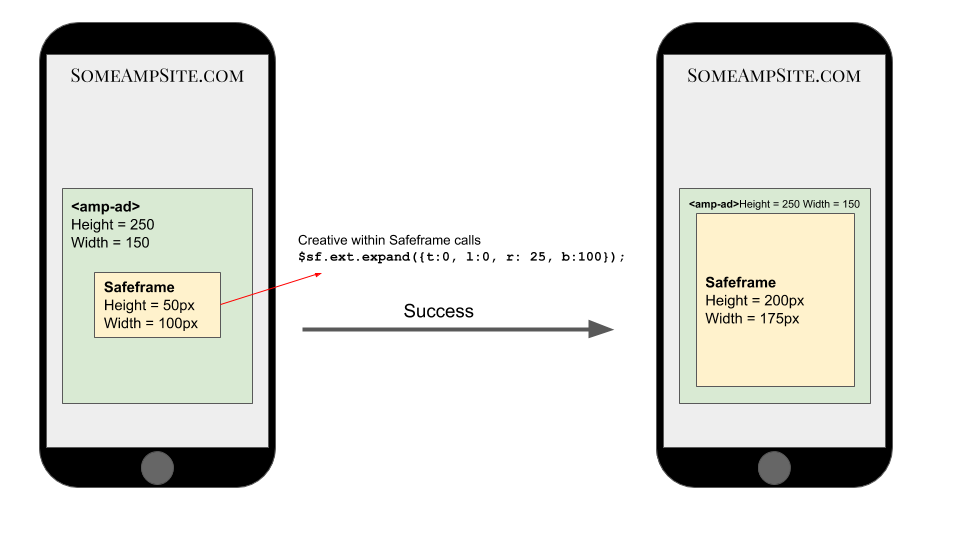 SomeAmpSite.com
<amp-ad>
Height = 250
Width = 150
Safeframe
Height = 50px
Width = 100px
Creative within Safeframe calls
$sf.ext.expand({t:0, l:0, r: 25, b:100});
Success
SomeAmpSite.com
<amp-ad>Height = 250 Width = 150
Safeframe
Height = 200px
Width = 175px